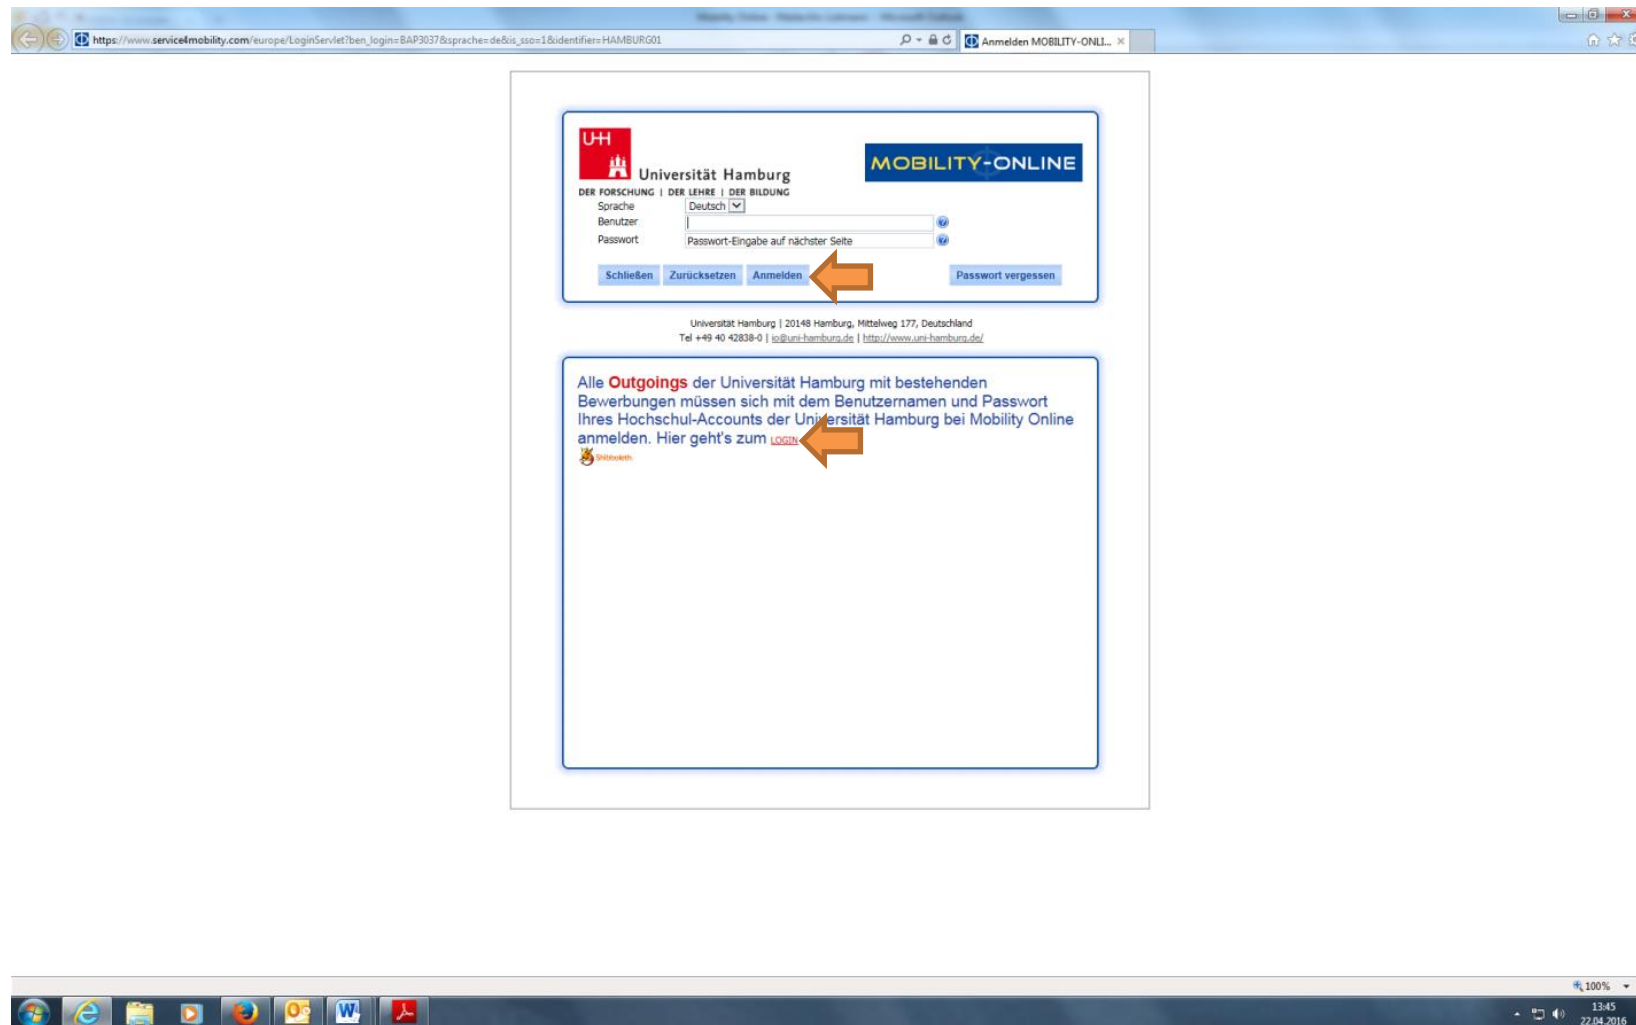 https://www.service4mobility.com/europe/LoginServlet?ben_login=BAP3037&sprache=de&is_sso=1&identifier=HAMBURG01
Anmelden MOBILITY-ONLI...
UHH
Universität Hamburg
DER FORSCHUNG | DER LEHRE | DER BILDUNG
MOBILITY-ONLINE
Sprache Deutsch
Benutzer
Passwort Passwort-Eingabe auf nächster Seite
Schließen Zurücksetzen Anmelden Passwort vergessen
Universität Hamburg | 20148 Hamburg, Mittelweg 177, Deutschland
Tel +49 40 42838-0 | io@uni-hamburg.de | http://www.uni-hamburg.de/
Alle Outgoings der Universität Hamburg mit bestehenden
Bewerbungen müssen sich mit dem Benutzernamen und Passwort
Ihres Hochschul-Accounts der Universität Hamburg bei Mobility Online
anmelden. Hier geht's zum LOGIN
Shibboleth.
100%
13:45
22.04.2016